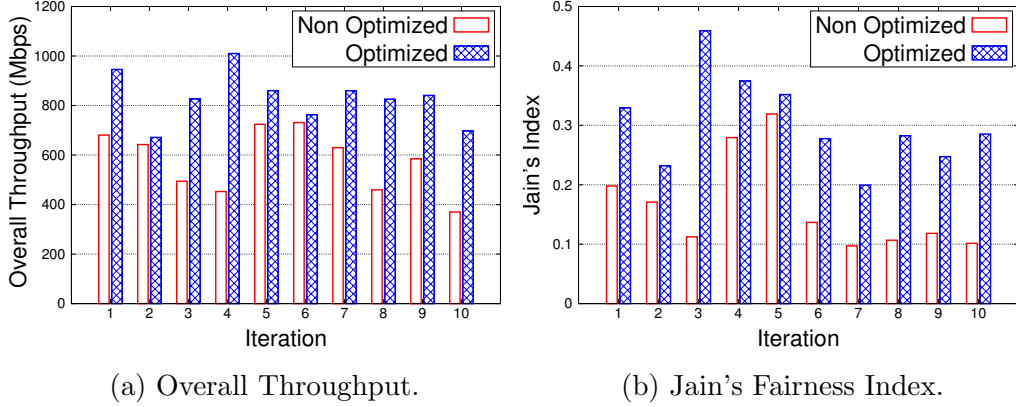 Overall Throughput (Mbps)
1200
1000
800
600
400
200
0
Non Optimized
Optimized
1 2 3 4 5 6 7 8 9 10
Iteration
(a) Overall Throughput.
Jain's Index
0.5
0.4
0.3
0.2
0.1
0
Non Optimized
Optimized
1 2 3 4 5 6 7 8 9 10
Iteration
(b) Jain's Fairness Index.